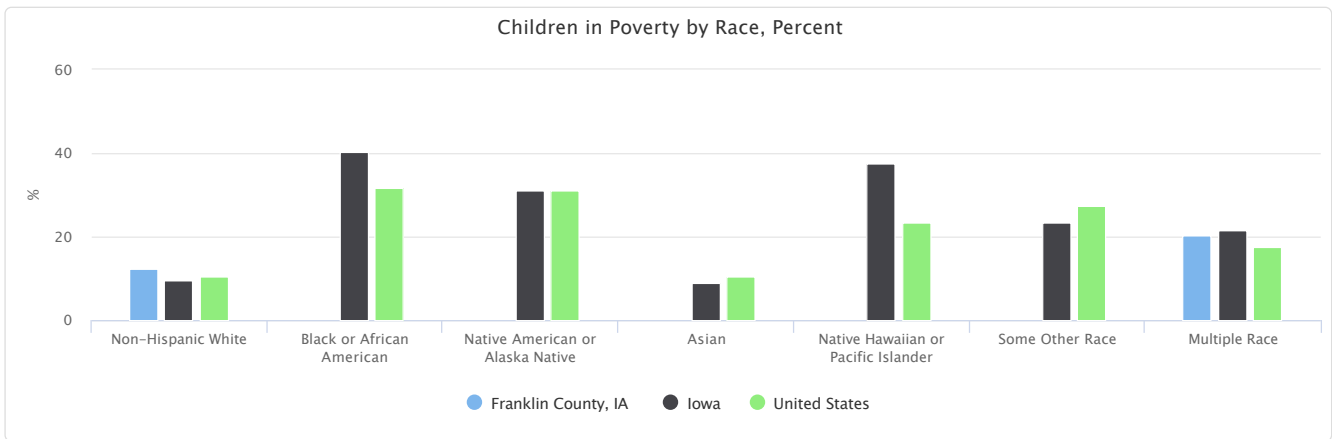 Children in Poverty by Race, Percent
60
40
20
0
%
Non-Hispanic White
Black or African
American
Native American or
Alaska Native
Asian
Native Hawaiian or
Pacific Islander
Some Other Race
Multiple Race
Franklin County, IA
Iowa
United States